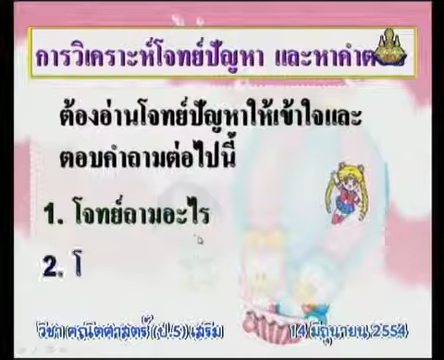 การวิเคราะห์โจทย์ปัญหา และหาคำต
ต้องอ่านโจทย์ปัญหาให้เข้าใจและ
ตอบคำถามต่อไปนี้
1. โจทย์ถามอะไร
2. โ
วิชา คณิตศาสตร์ (ป.5) เสริม
14 มิถุนายน 2554